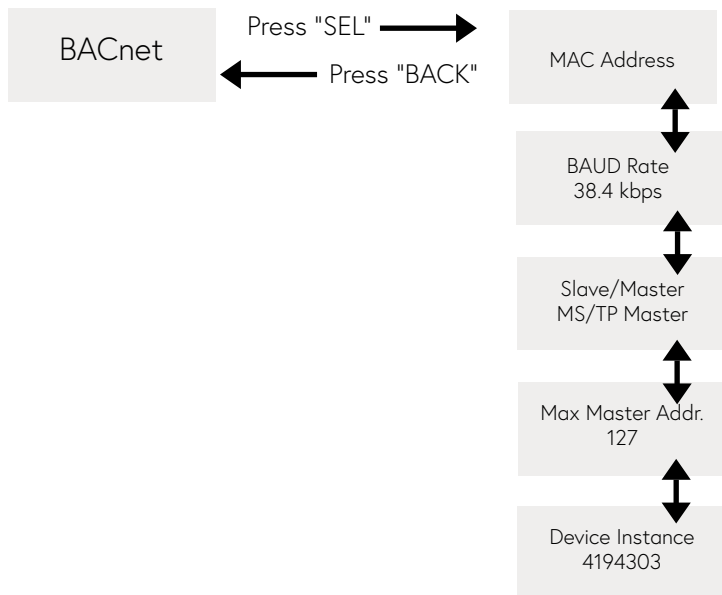 BACnet
Press "SEL"
Press "BACK"
MAC Address
BAUD Rate
38.4 kbps
Slave/Master
MS/TP Master
Max Master Addr.
127
Device Instance
4194303